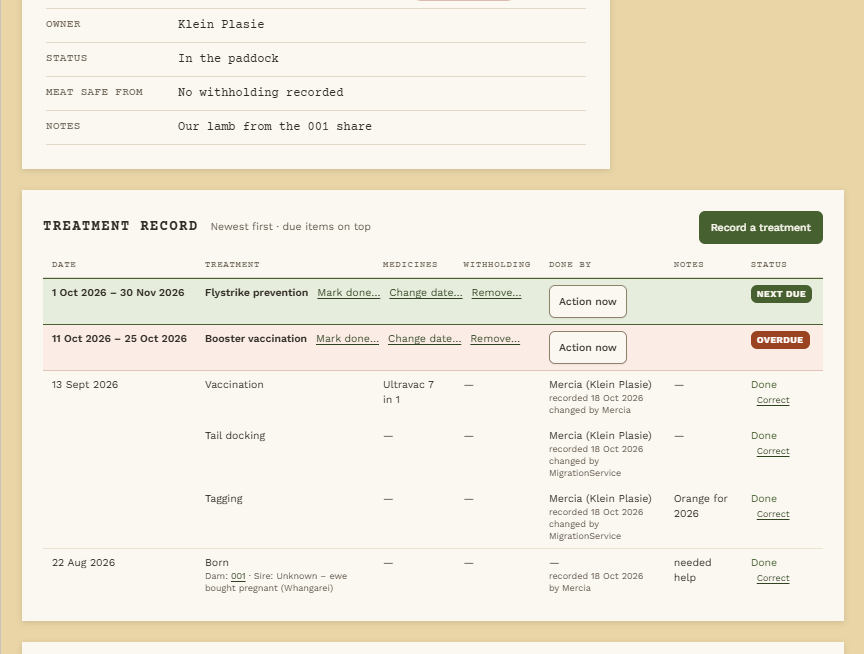 OWNER Klein Plasie
STATUS In the paddock
MEAT SAFE FROM No withholding recorded
NOTES Our lamb from the 001 share
TREATMENT RECORD Newest first · due items on top Record a treatment
DATE TREATMENT MEDICINES WITHHOLDING DONE BY NOTES STATUS
1 Oct 2026 – 30 Nov 2026 Flystrike prevention Mark done... Change date... Remove... Action now NEXT DUE
11 Oct 2026 – 25 Oct 2026 Booster vaccination Mark done... Change date... Remove... Action now OVERDUE
13 Sept 2026 Vaccination Ultravac 7 — Mercia (Klein Plasie) — Done
in 1 recorded 18 Oct 2026 Correct
changed by Mercia
Tail docking — — Mercia (Klein Plasie) — Done
recorded 18 Oct 2026 Correct
changed by
MigrationService
Tagging — — Mercia (Klein Plasie) Orange for Done
recorded 18 Oct 2026 2026 Correct
changed by
MigrationService
22 Aug 2026 Born — — — needed Done
Dam: 001 · Sire: Unknown – ewe recorded 18 Oct 2026 help Correct
bought pregnant (Whangarei) by Mercia